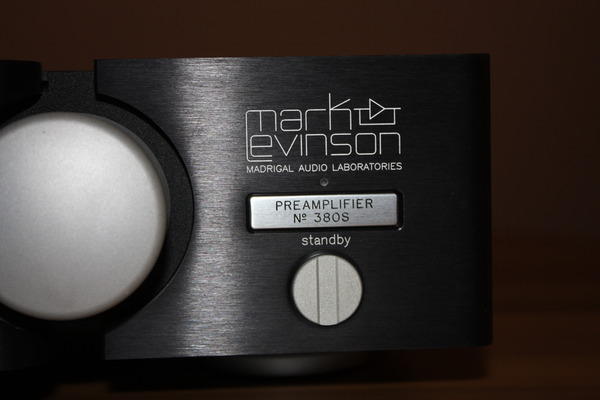 mark
Levinson
MADRIGAL AUDIO LABORATORIES
PREAMPLIFIER
Nº 380S
standby